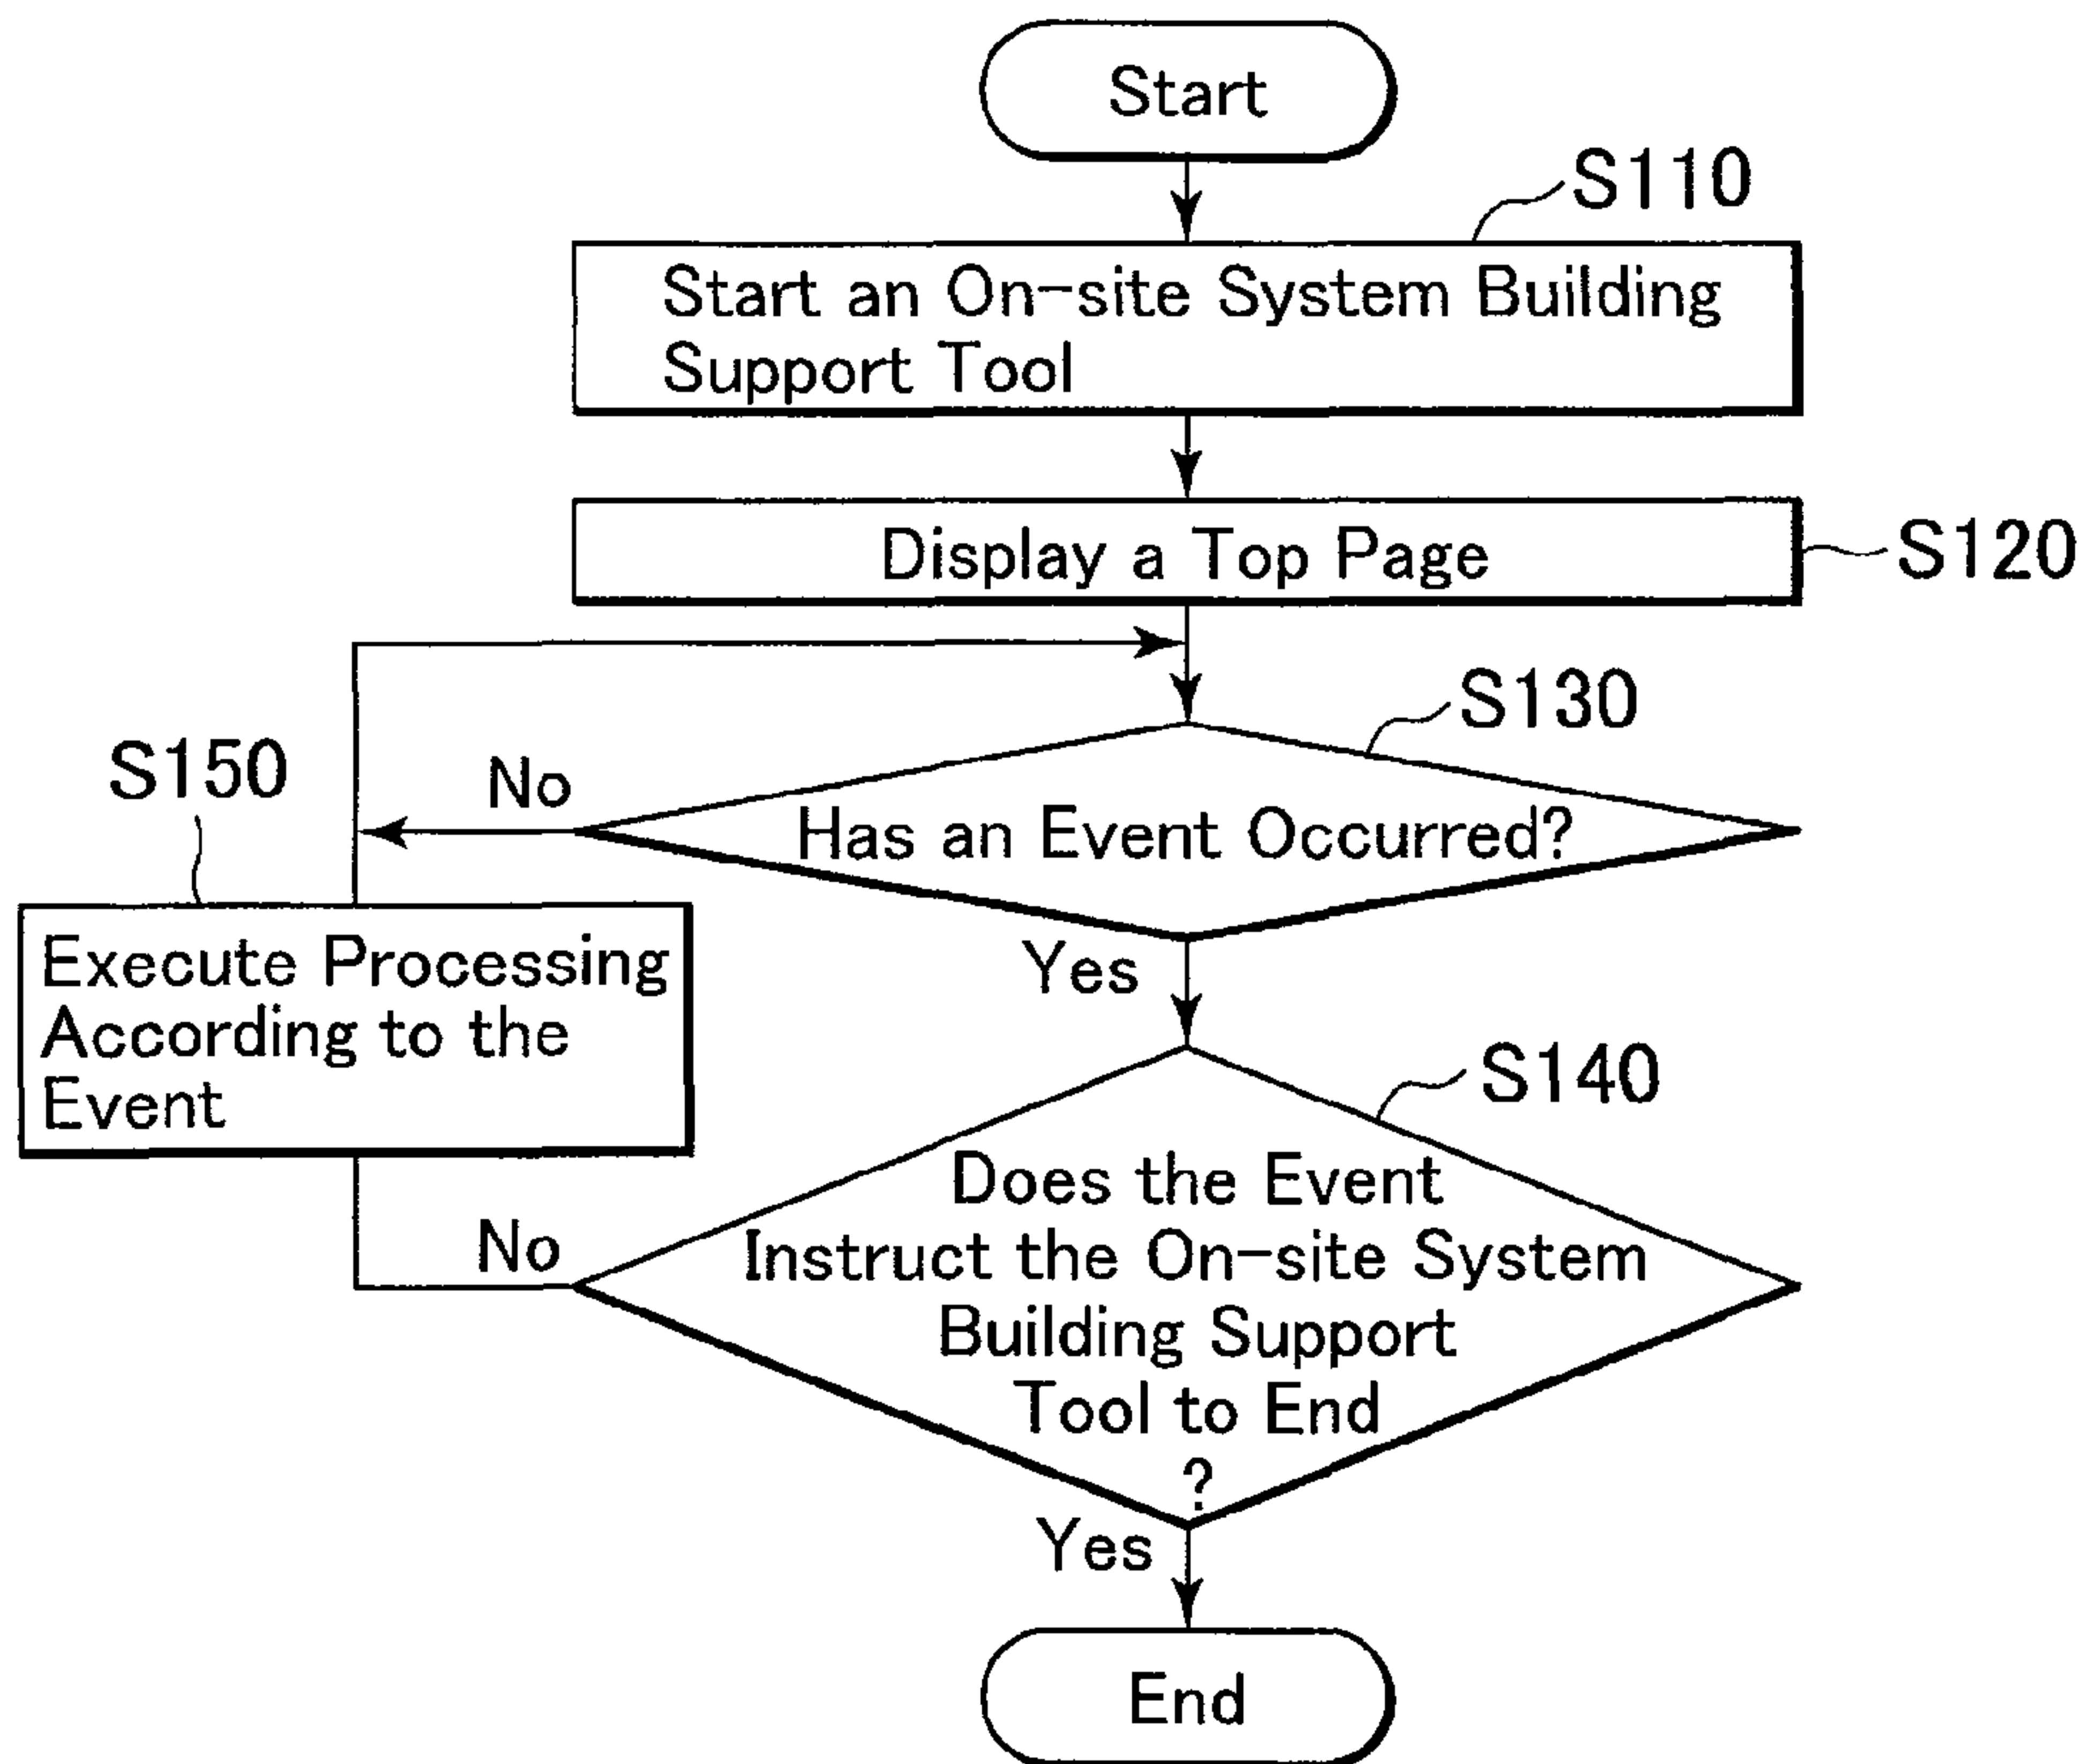 Start
S110
Start an On-site System Building
Support Tool
Display a Top Page
S120
S130
Has an Event Occurred?
No
Yes
S150
Execute Processing
According to the
Event
S140
Does the Event
Instruct the On-site System
Building Support
Tool to End
?
No
Yes
End